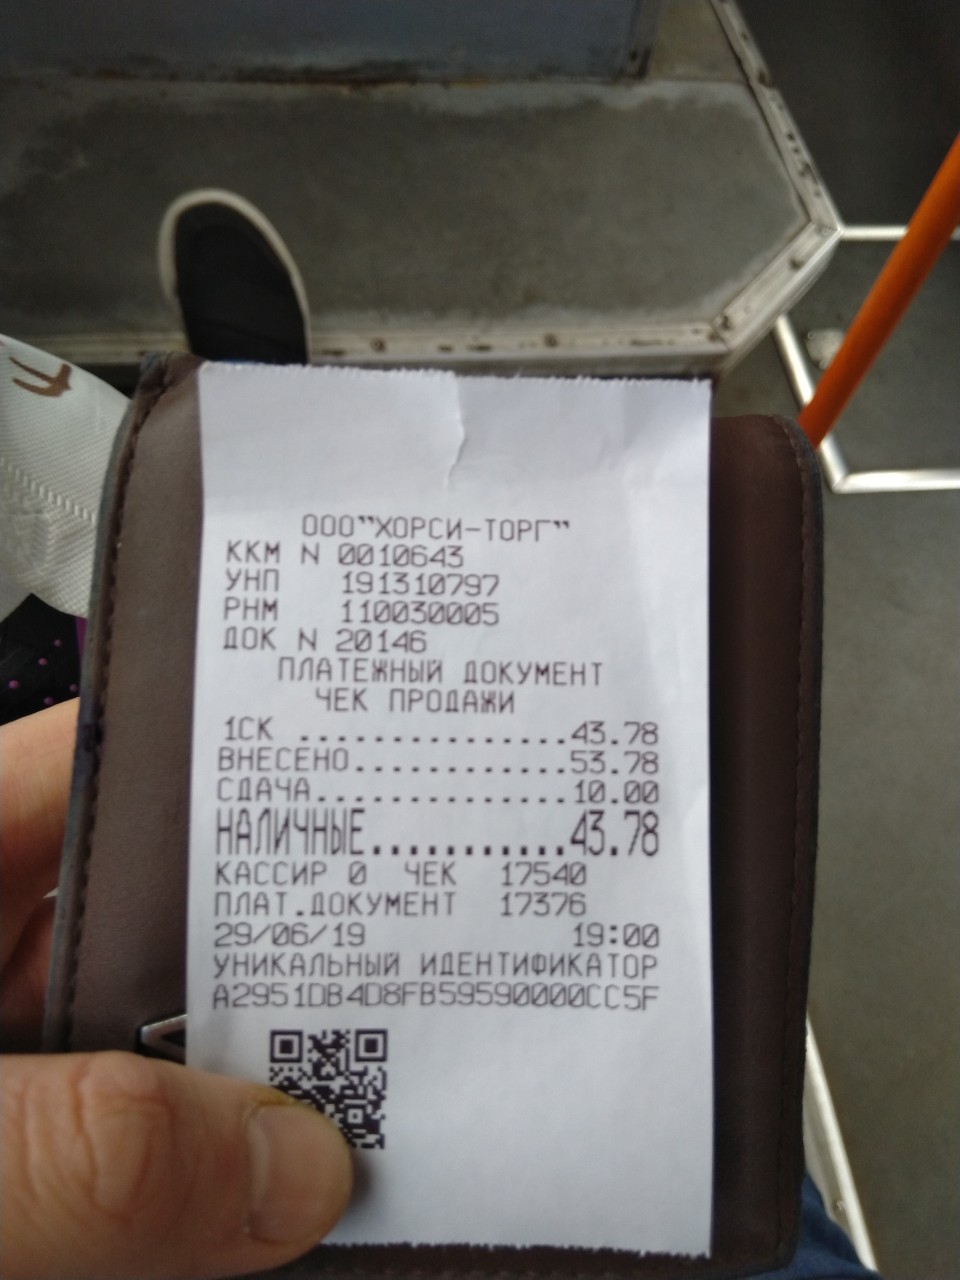 ООО"ХОРСИ-ТОРГ"
ККМ N 0010643
УНП 191310797
РНМ 110030005
ДОК N 20146
ПЛАТЕЖНЫЙ ДОКУМЕНТ
ЧЕК ПРОДАЖИ
1СК ...............43.78
ВНЕСЕНО............53.78
СДАЧА..............10.00
НАЛИЧНЫЕ...........43.78
КАССИР 0 ЧЕК 17540
ПЛАТ.ДОКУМЕНТ 17376
29/06/19 19:00
УНИКАЛЬНЫЙ ИДЕНТИФИКАТОР
A2951DB4D8FB59590000CC5F